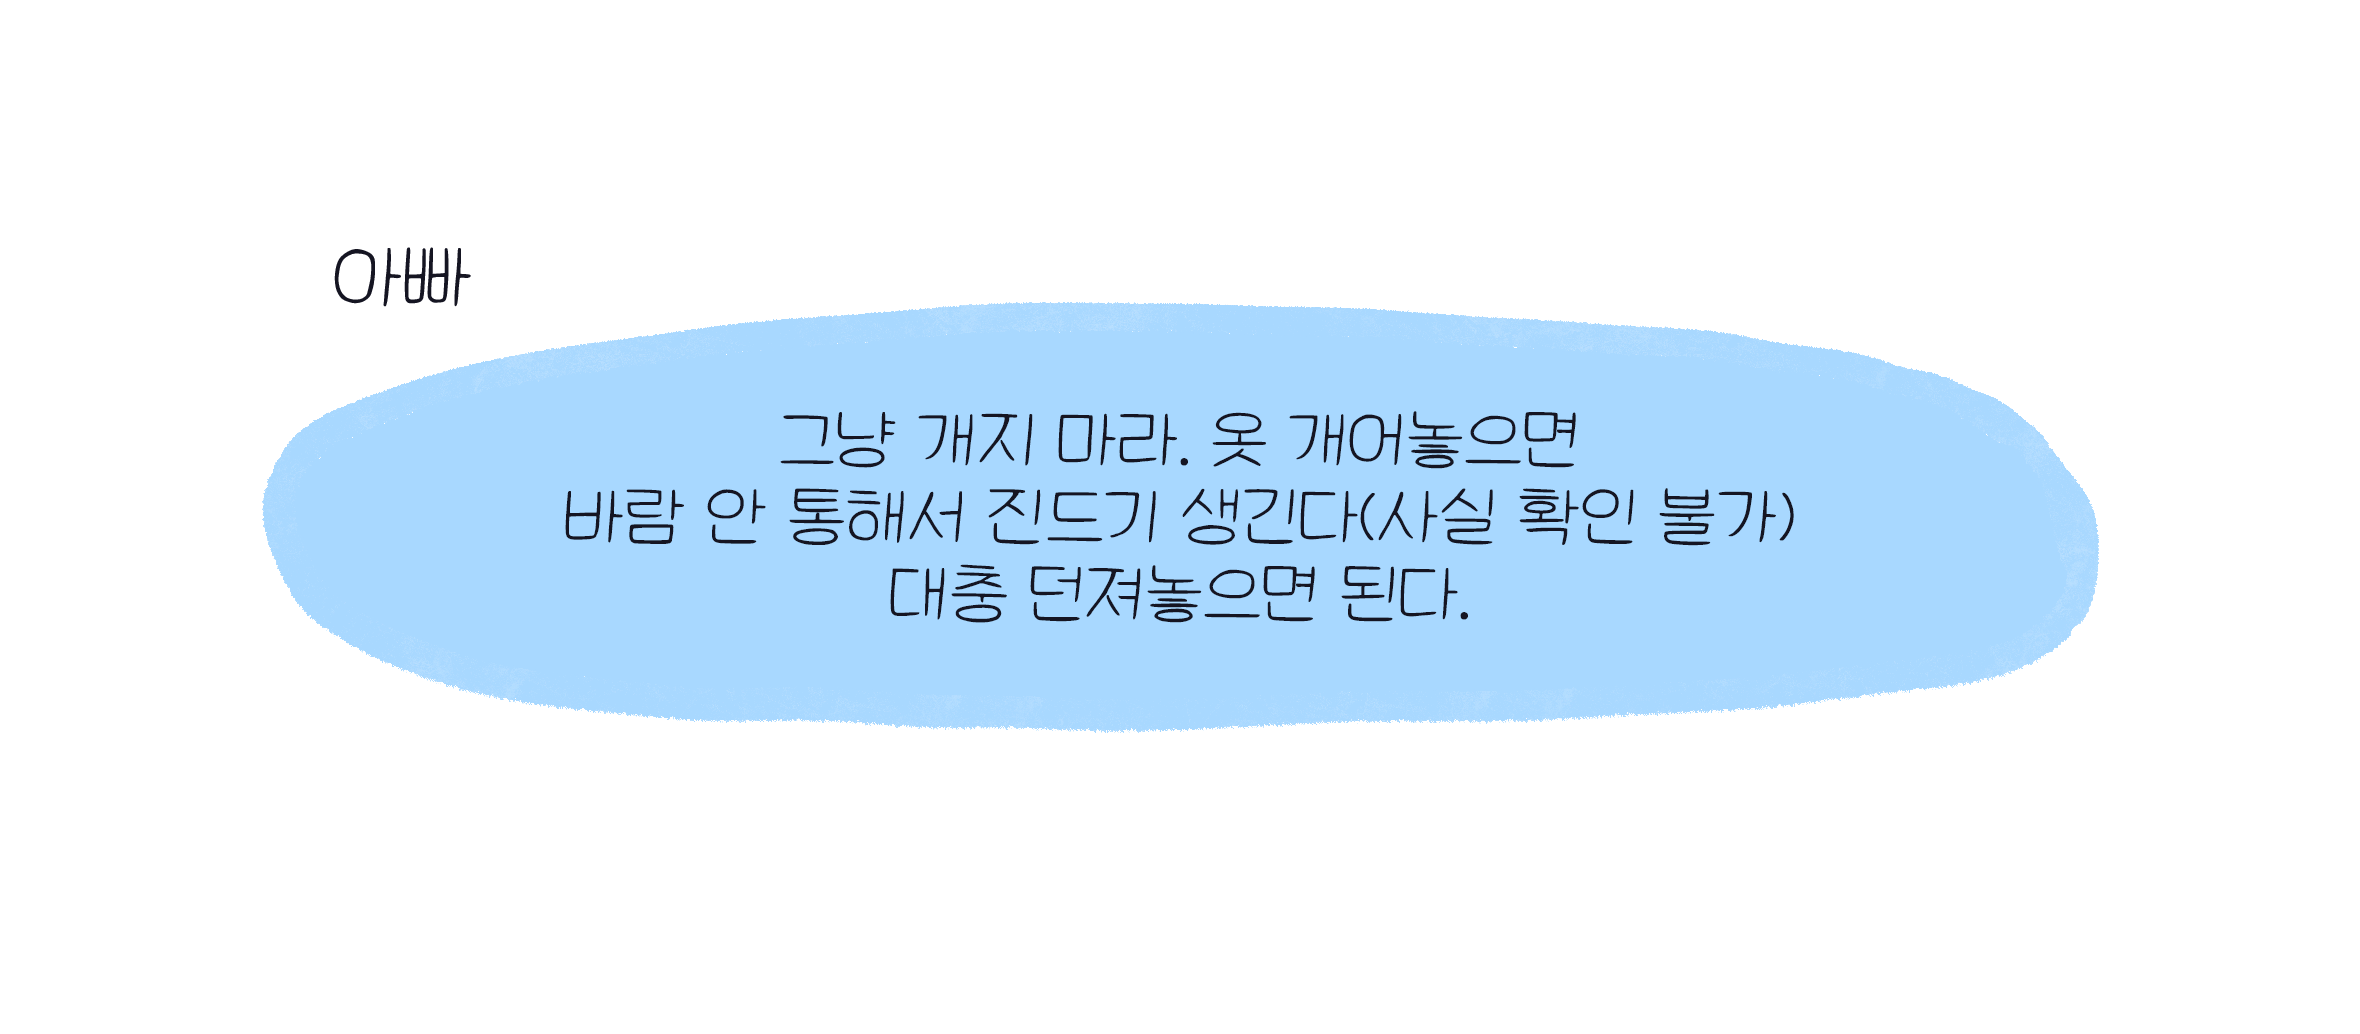 아빠
그냥 개지 마라. 옷 개어놓으면
바람 안 통해서 진드기 생긴다(사실 확인 불가)
대충 던져놓으면 된다.